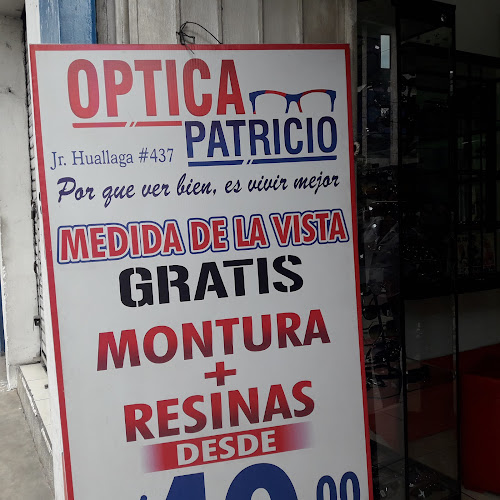 OPTICA
PATRICIO
Jr. Huallaga #437
Por que ver bien, es vivir mejor
MEDIDA DE LA VISTA
GRATIS
MONTURA
+
RESINAS
DESDE